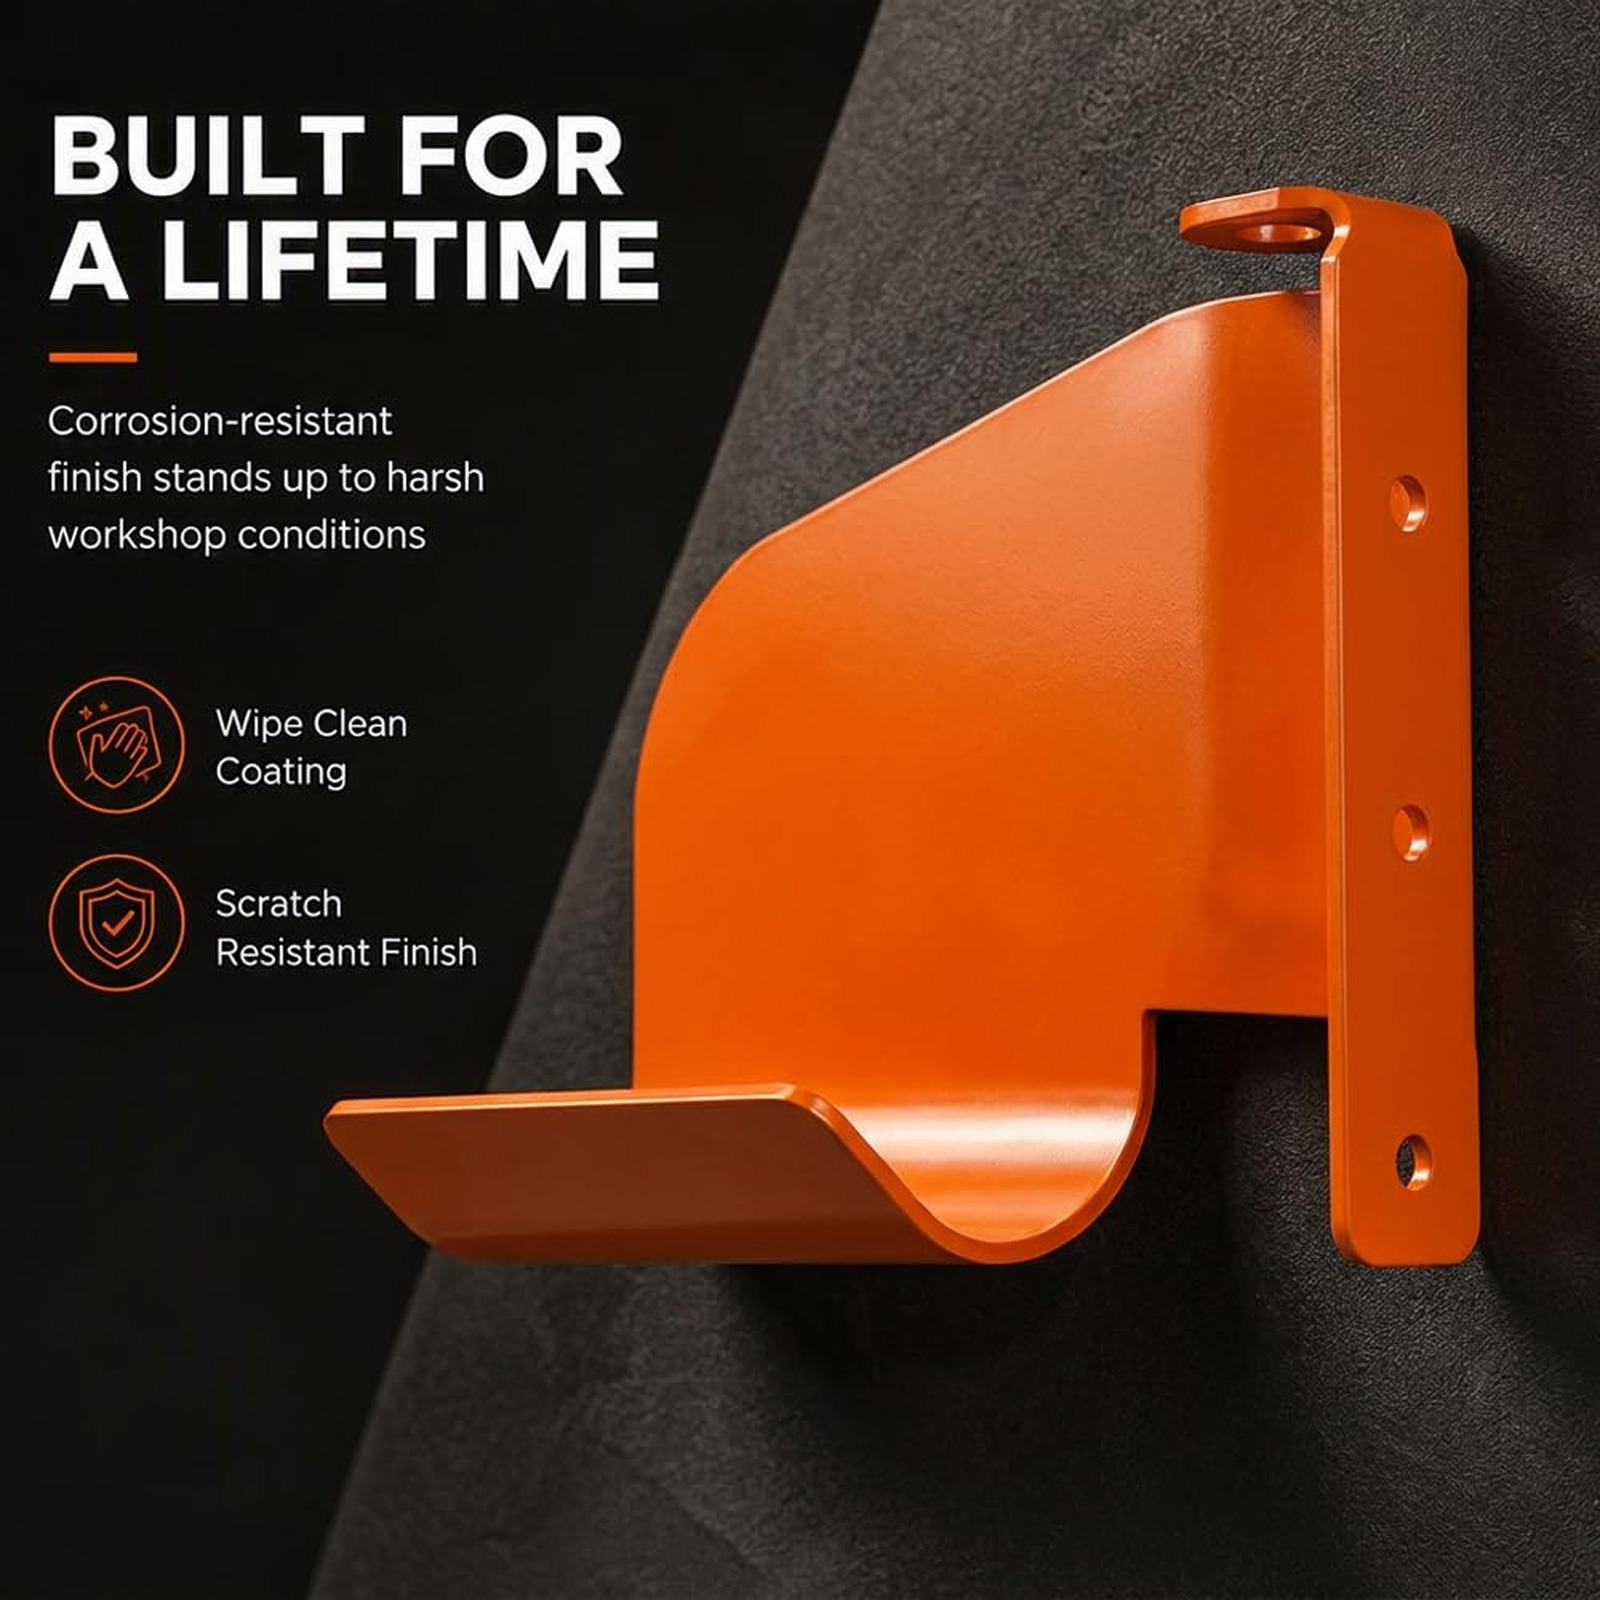 BUILT FOR
A LIFETIME
Corrosion-resistant
finish stands up to harsh
workshop conditions
Wipe Clean
Coating
Scratch
Resistant Finish